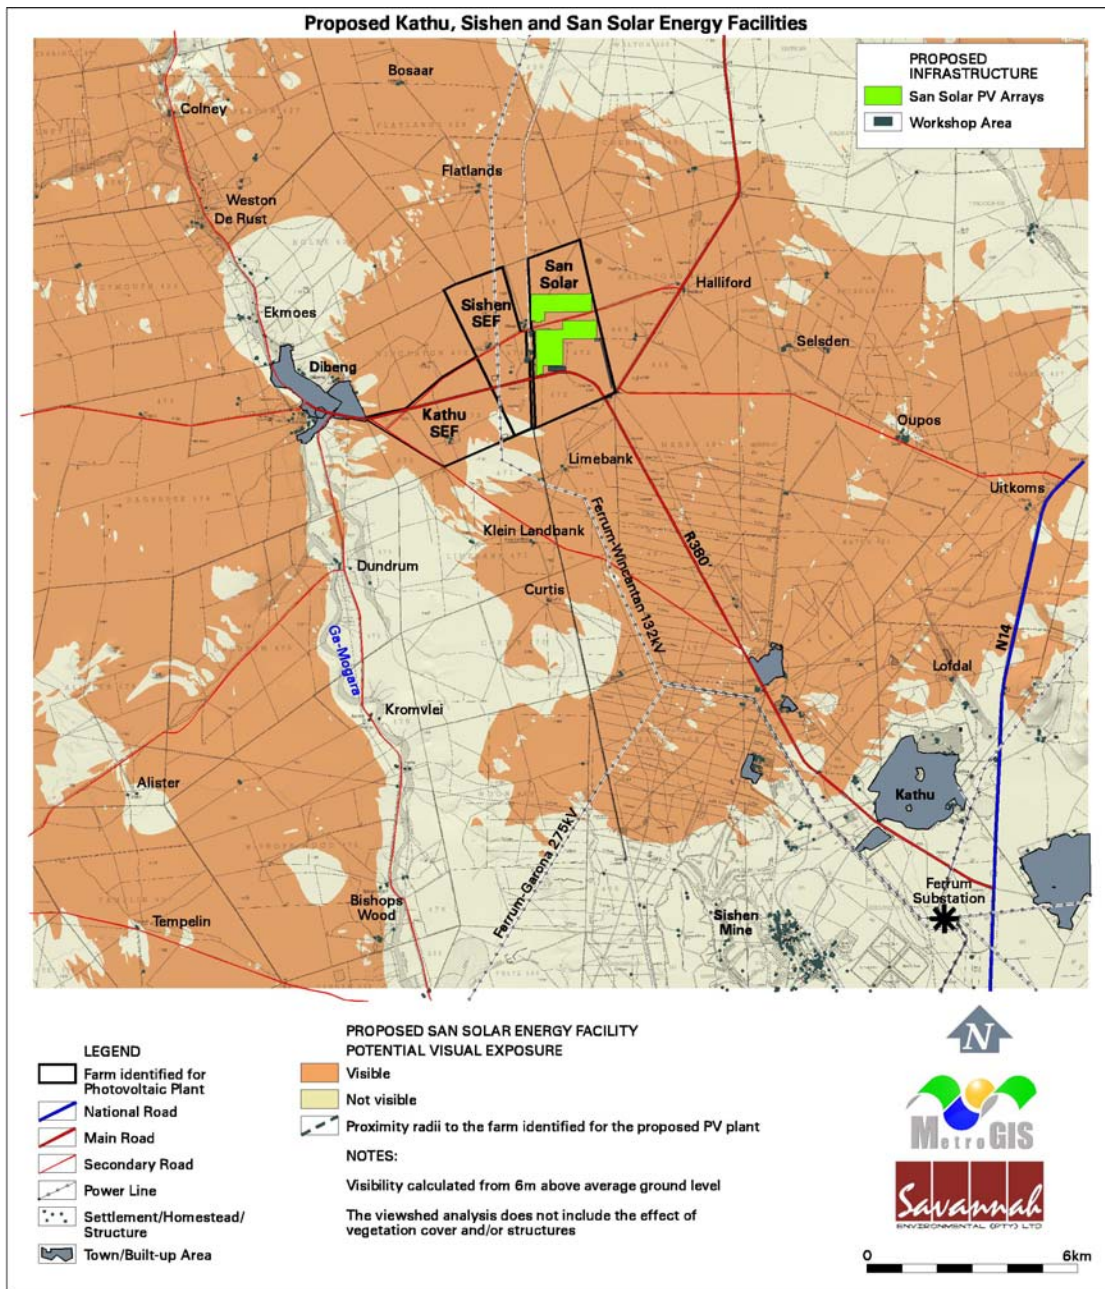 Proposed Kathu, Sishen and San Solar Energy Facilities
PROPOSED
INFRASTRUCTURE
San Solar PV Arrays
Workshop Area
Bosaar
Colney
Flatlands
Weston
De Rust
San
Solar
Halliford
Sishen
SEF
Ekmoes
Selsden
Dibeng
Kathu
SEF
Oupos
Limebank
Uitkoms
Ferrum-Wincantan 132kV
Klein Landbank
R380'
Dundrum
Curtis
N14
Ga-Mogara
Lofdal
Kromvlei
Alister
Kathu
Ferrum-Garona 275kV
Ferrum
Substation
Bishops
Wood
Tempelin
Sishen
Mine
LEGEND
Farm identified for
Photovoltaic Plant
National Road
Main Road
Secondary Road
Power Line
Settlement/Homestead/
Structure
Town/Built-up Area
PROPOSED SAN SOLAR ENERGY FACILITY
POTENTIAL VISUAL EXPOSURE
Visible
Not visible
Proximity radii to the farm identified for the proposed PV plant
NOTES:
Visibility calculated from 6m above average ground level
The viewshed analysis does not include the effect of
vegetation cover and/or structures
N
MetroGIS
Savannah
ENVIRONMENTAL (PTY) LTD
0 6km